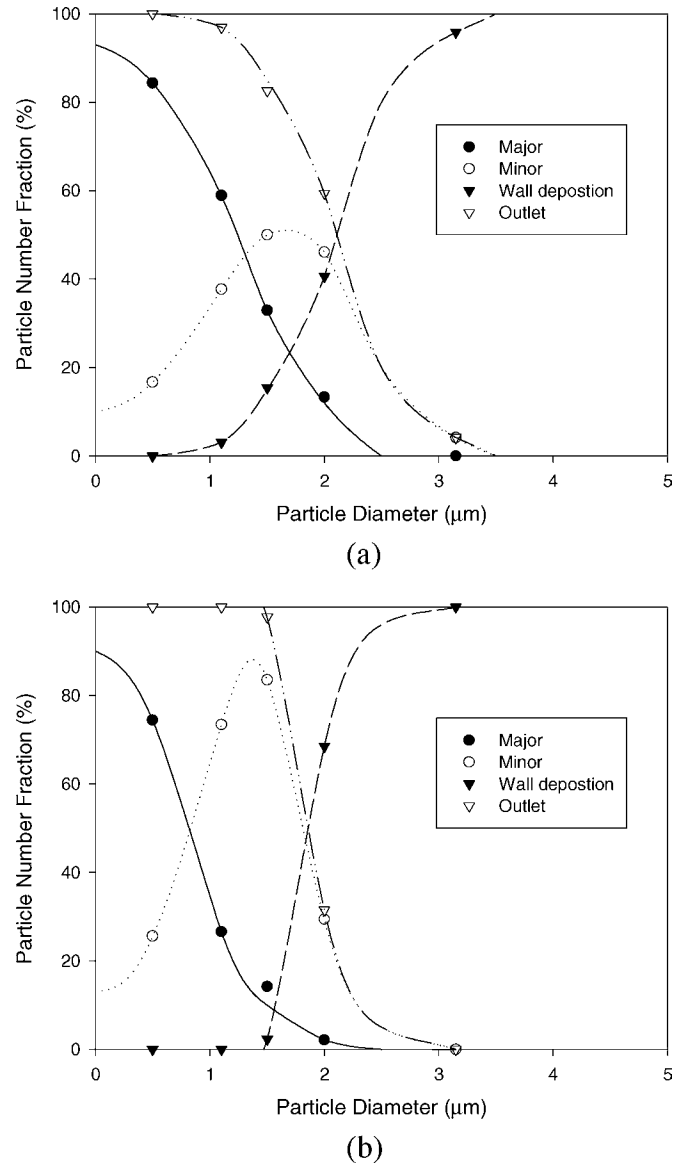 100
80
60
40
20
0
Particle Number Fraction (%)
Major
Minor
Wall depostion
Outlet
0 1 2 3 4 5
Particle Diameter (μm)
(a)
100
80
60
40
20
0
Particle Number Fraction (%)
Major
Minor
Wall depostion
Outlet
0 1 2 3 4 5
Particle Diameter (μm)
(b)